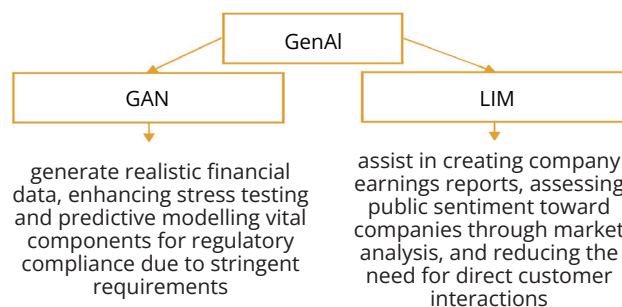 GenAI
GAN
LIM
generate realistic financial
data, enhancing stress testing
and predictive modelling vital
components for regulatory
compliance due to stringent
requirements
assist in creating company
earnings reports, assessing
public sentiment toward
companies through market
analysis, and reducing the
need for direct customer
interactions